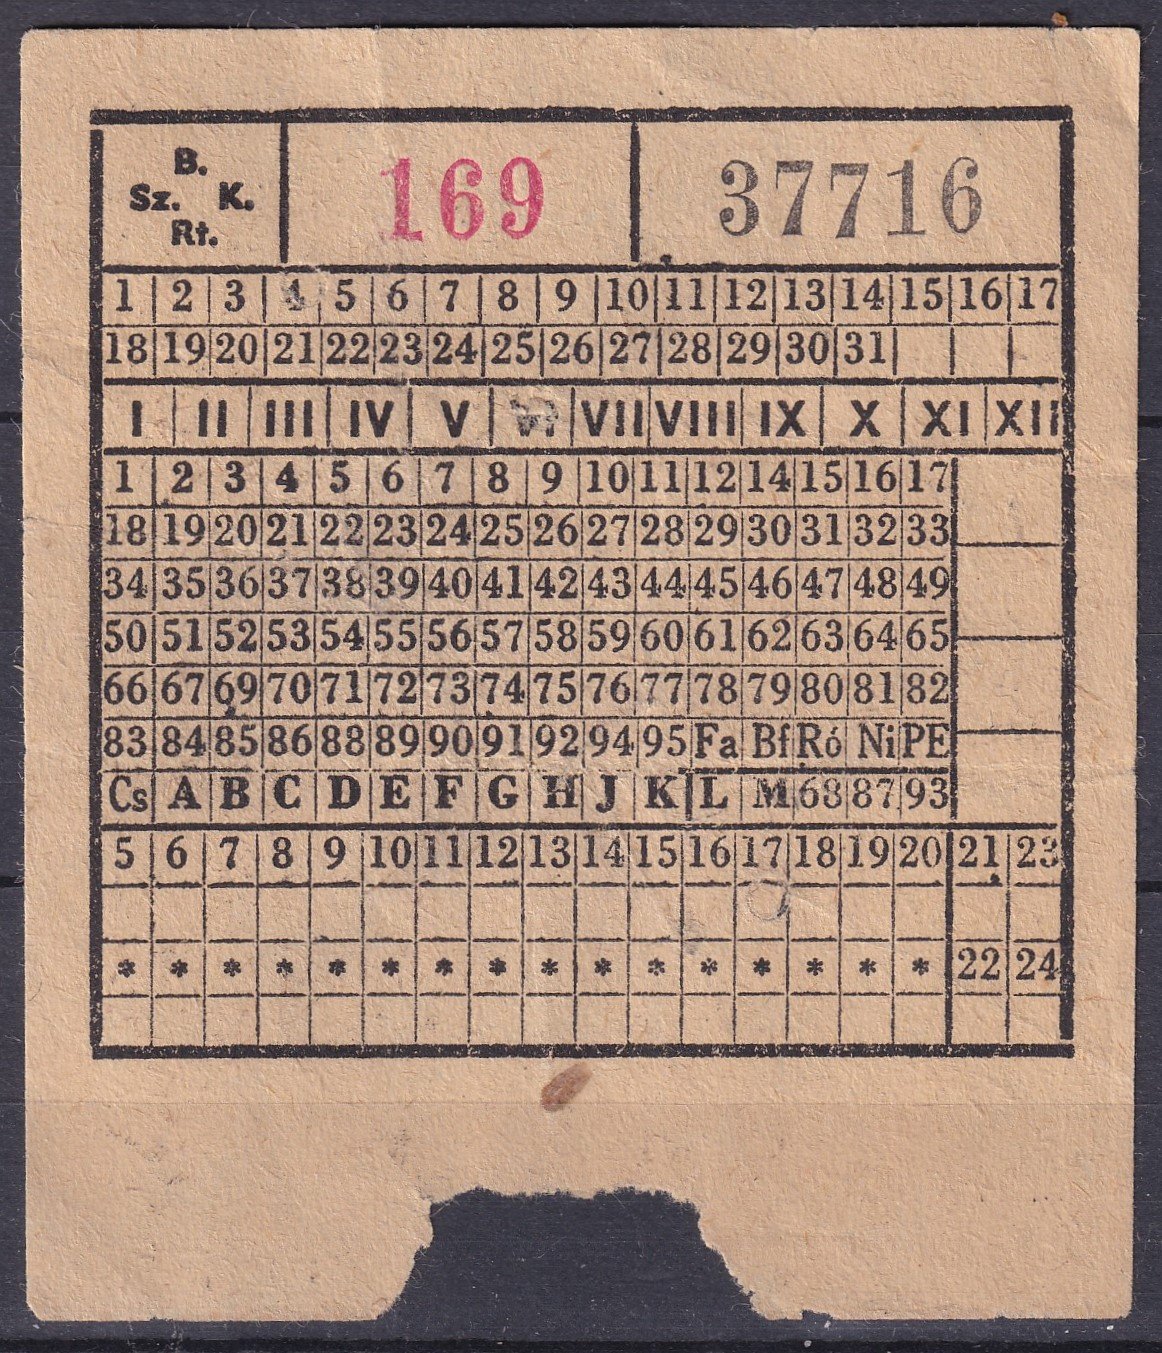 B.
Sz. K.
Rt.
169
37716
1 2 3 4 5 6 7 8 9 10 11 12 13 14 15 16 17
18 19 20 21 22 23 24 25 26 27 28 29 30 31
I II III IV V VI VII VIII IX X XI XII
1 2 3 4 5 6 7 8 9 10 11 12 14 15 16 17
18 19 20 21 22 23 24 25 26 27 28 29 30 31 32 33
34 35 36 37 38 39 40 41 42 43 44 45 46 47 48 49
50 51 52 53 54 55 56 57 58 59 60 61 62 63 64 65
66 67 69 70 71 72 73 74 75 76 77 78 79 80 81 82
83 84 85 86 88 89 90 91 92 94 95 Fa Bf Ró Ni PE
Cs A B C D E F G H J K L M 68 87 93
5 6 7 8 9 10 11 12 13 14 15 16 17 18 19 20 21 23
* * * * * * * * * * * * * * * * 22 24